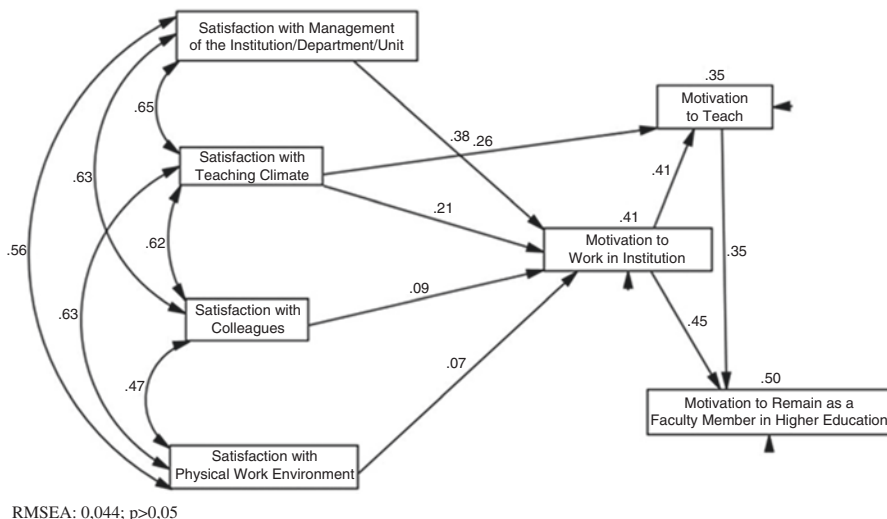 Satisfaction with Management
of the Institution/Department/Unit
.35
Motivation
to Teach
.65
.38
.26
Satisfaction with
Teaching Climate
.63
.41
.21
.41
Motivation to
Work in Institution
.56
.62
.35
.09
Satisfaction with
Colleagues
.63
.45
.07
.47
.50
Motivation to Remain as a
Faculty Member in Higher Education
Satisfaction with
Physical Work Environment
RMSEA: 0,044; p>0,05